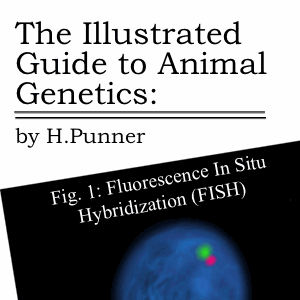 The Illustrated
Guide to Animal
Genetics:
by H.Punner
Fig. 1: Fluorescence In Situ
Hybridization (FISH)